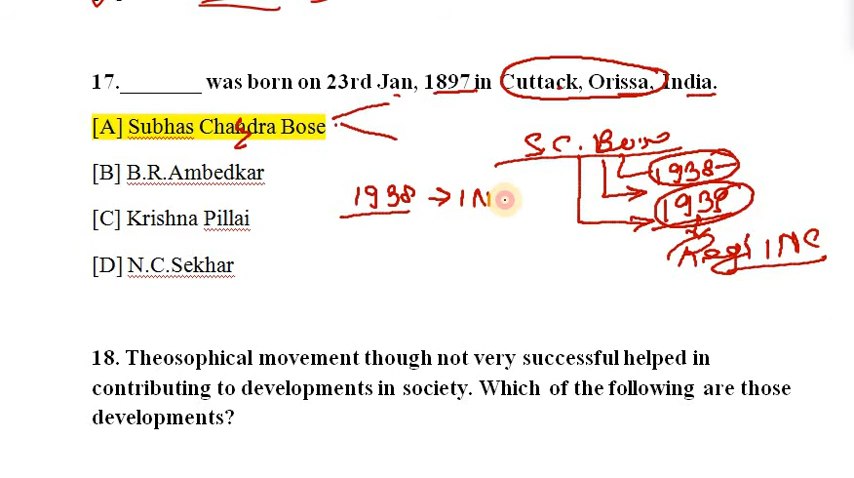 17.________ was born on 23rd Jan, 1897 in Cuttack, Orissa, India.
[A] Subhas Chandra Bose
S.C. Bose
1938
[B] B.R.Ambedkar
1938 → IN
1939
[C] Krishna Pillai
INC
[D] N.C.Sekhar
18. Theosophical movement though not very successful helped in
contributing to developments in society. Which of the following are those
developments?